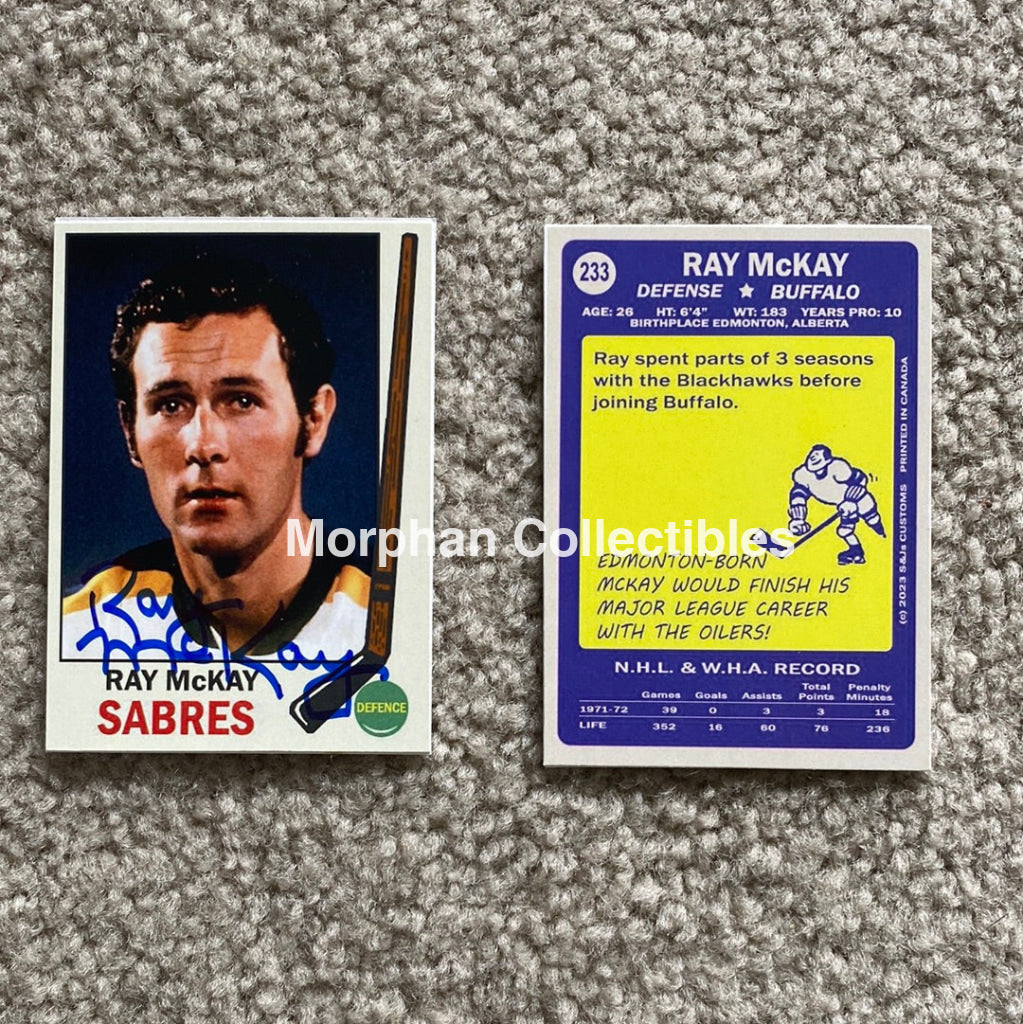 Ray
McKay
RAY McKAY
SABRES
DEFENCE
Morphan Collectibles
233
RAY McKAY
DEFENSE ★ BUFFALO
AGE: 26 HT: 6'4" WT: 183 YEARS PRO: 10
BIRTHPLACE EDMONTON, ALBERTA
Ray spent parts of 3 seasons
with the Blackhawks before
joining Buffalo.
EDMONTON-BORN
MCKAY WOULD FINISH HIS
MAJOR LEAGUE CAREER
WITH THE OILERS!
(c) 2023 S&Js CUSTOMS PRINTED IN CANADA
N.H.L. & W.H.A. RECORD
Games Goals Assists Total Points Penalty Minutes
1971-72 39 0 3 3 18
LIFE 352 16 60 76 236